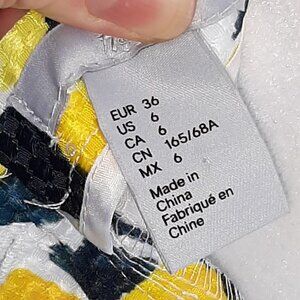 EUR 36
US 6
CA 6
CN 165/68A
MX 6
Made in
China
Fabriqué en
Chine